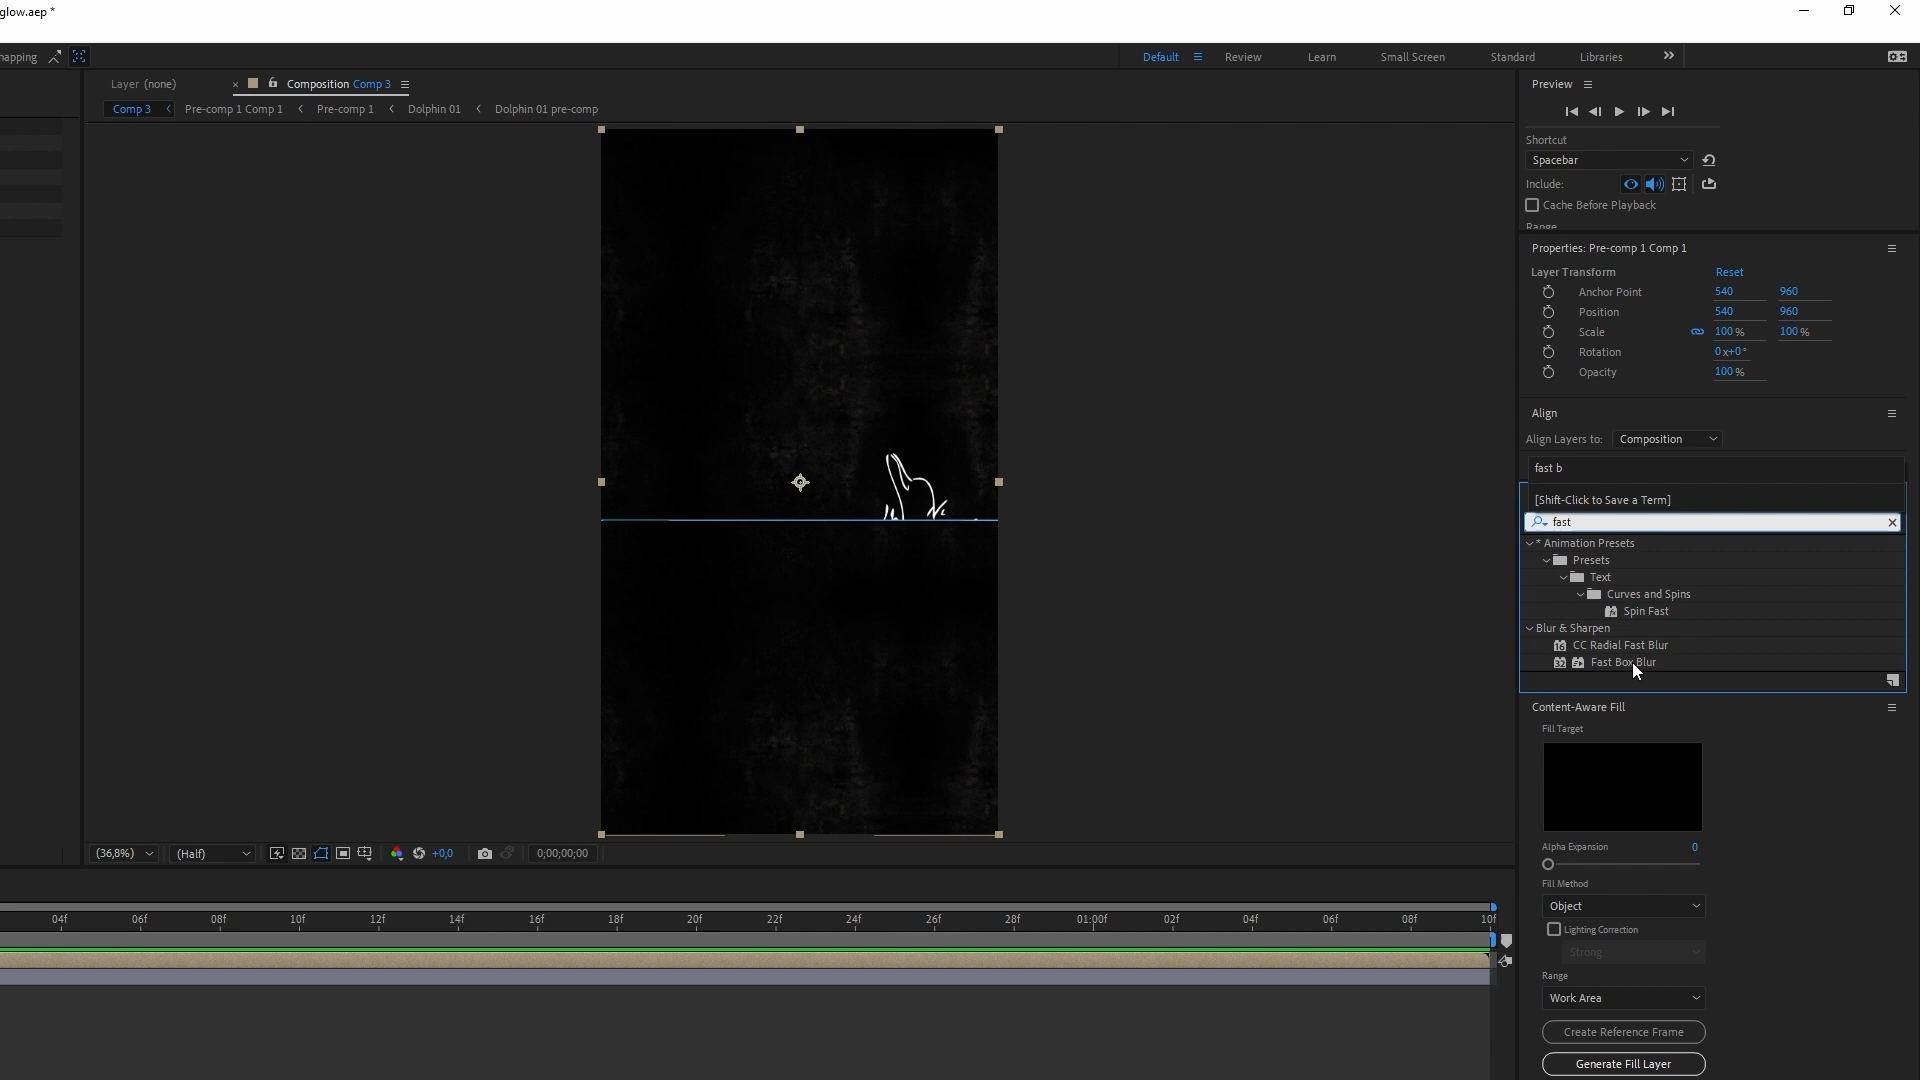 glow.aep *
napping
Default
Review
Learn
Small Screen
Standard
Libraries
Layer (none)
× Composition Comp 3
Comp 3
Pre-comp 1 Comp 1
Pre-comp 1
Dolphin 01
Dolphin 01 pre-comp
Preview
Shortcut
Spacebar
Include:
Cache Before Playback
Range
Properties: Pre-comp 1 Comp 1
Layer Transform
Reset
Anchor Point
540
960
Position
540
960
Scale
100 %
100 %
Rotation
0x+0°
Opacity
100 %
Align
Align Layers to:
Composition
fast b
[Shift-Click to Save a Term]
fast
* Animation Presets
Presets
Text
Curves and Spins
Spin Fast
Blur & Sharpen
16 CC Radial Fast Blur
32 Fast Box Blur
Content-Aware Fill
Fill Target
Alpha Expansion
0
Fill Method
Object
Lighting Correction
Strong
Range
Work Area
Create Reference Frame
Generate Fill Layer
(36,8%)
(Half)
+0,0
0;00;00;00
04f
06f
08f
10f
12f
14f
16f
18f
20f
22f
24f
26f
28f
01:00f
02f
04f
06f
08f
10f